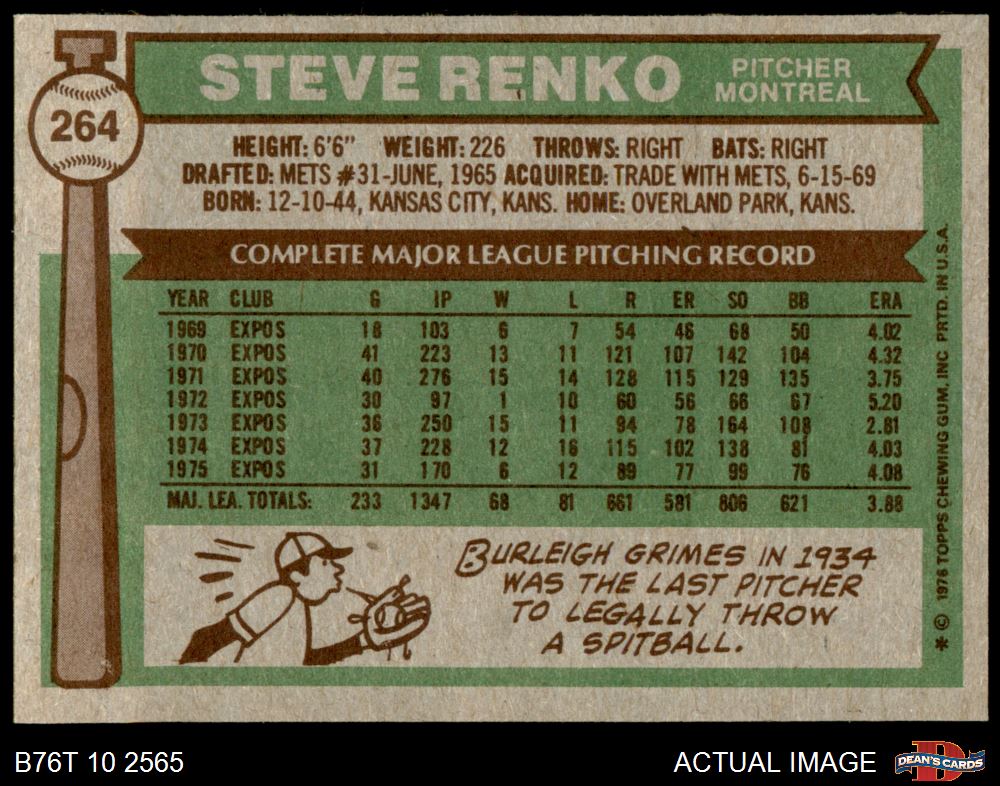 264
STEVE RENKO
PITCHER
MONTREAL
HEIGHT: 6'6" WEIGHT: 226 THROWS: RIGHT BATS: RIGHT
DRAFTED: METS #31-JUNE, 1965 ACQUIRED: TRADE WITH METS, 6-15-69
BORN: 12-10-44, KANSAS CITY, KANS. HOME: OVERLAND PARK, KANS.
COMPLETE MAJOR LEAGUE PITCHING RECORD
YEAR CLUB G IP W L R ER SO BB ERA
1969 EXPOS 18 103 6 7 54 46 68 50 4.02
1970 EXPOS 41 223 13 11 121 107 142 104 4.32
1971 EXPOS 40 276 15 14 128 115 129 135 3.75
1972 EXPOS 30 97 1 10 60 56 66 67 5.20
1973 EXPOS 36 250 15 11 94 78 164 108 2.81
1974 EXPOS 37 228 12 16 115 102 138 81 4.03
1975 EXPOS 31 170 6 12 89 77 99 76 4.08
MAJ. LEA. TOTALS: 233 1347 68 81 661 581 806 621 3.88
BURLEIGH GRIMES IN 1934
WAS THE LAST PITCHER
TO LEGALLY THROW
A SPITBALL.
* © 1976 TOPPS CHEWING GUM, INC PRTD. IN U.S.A.
B76T 10 2565
ACTUAL IMAGE
D
DEAN'S CARDS